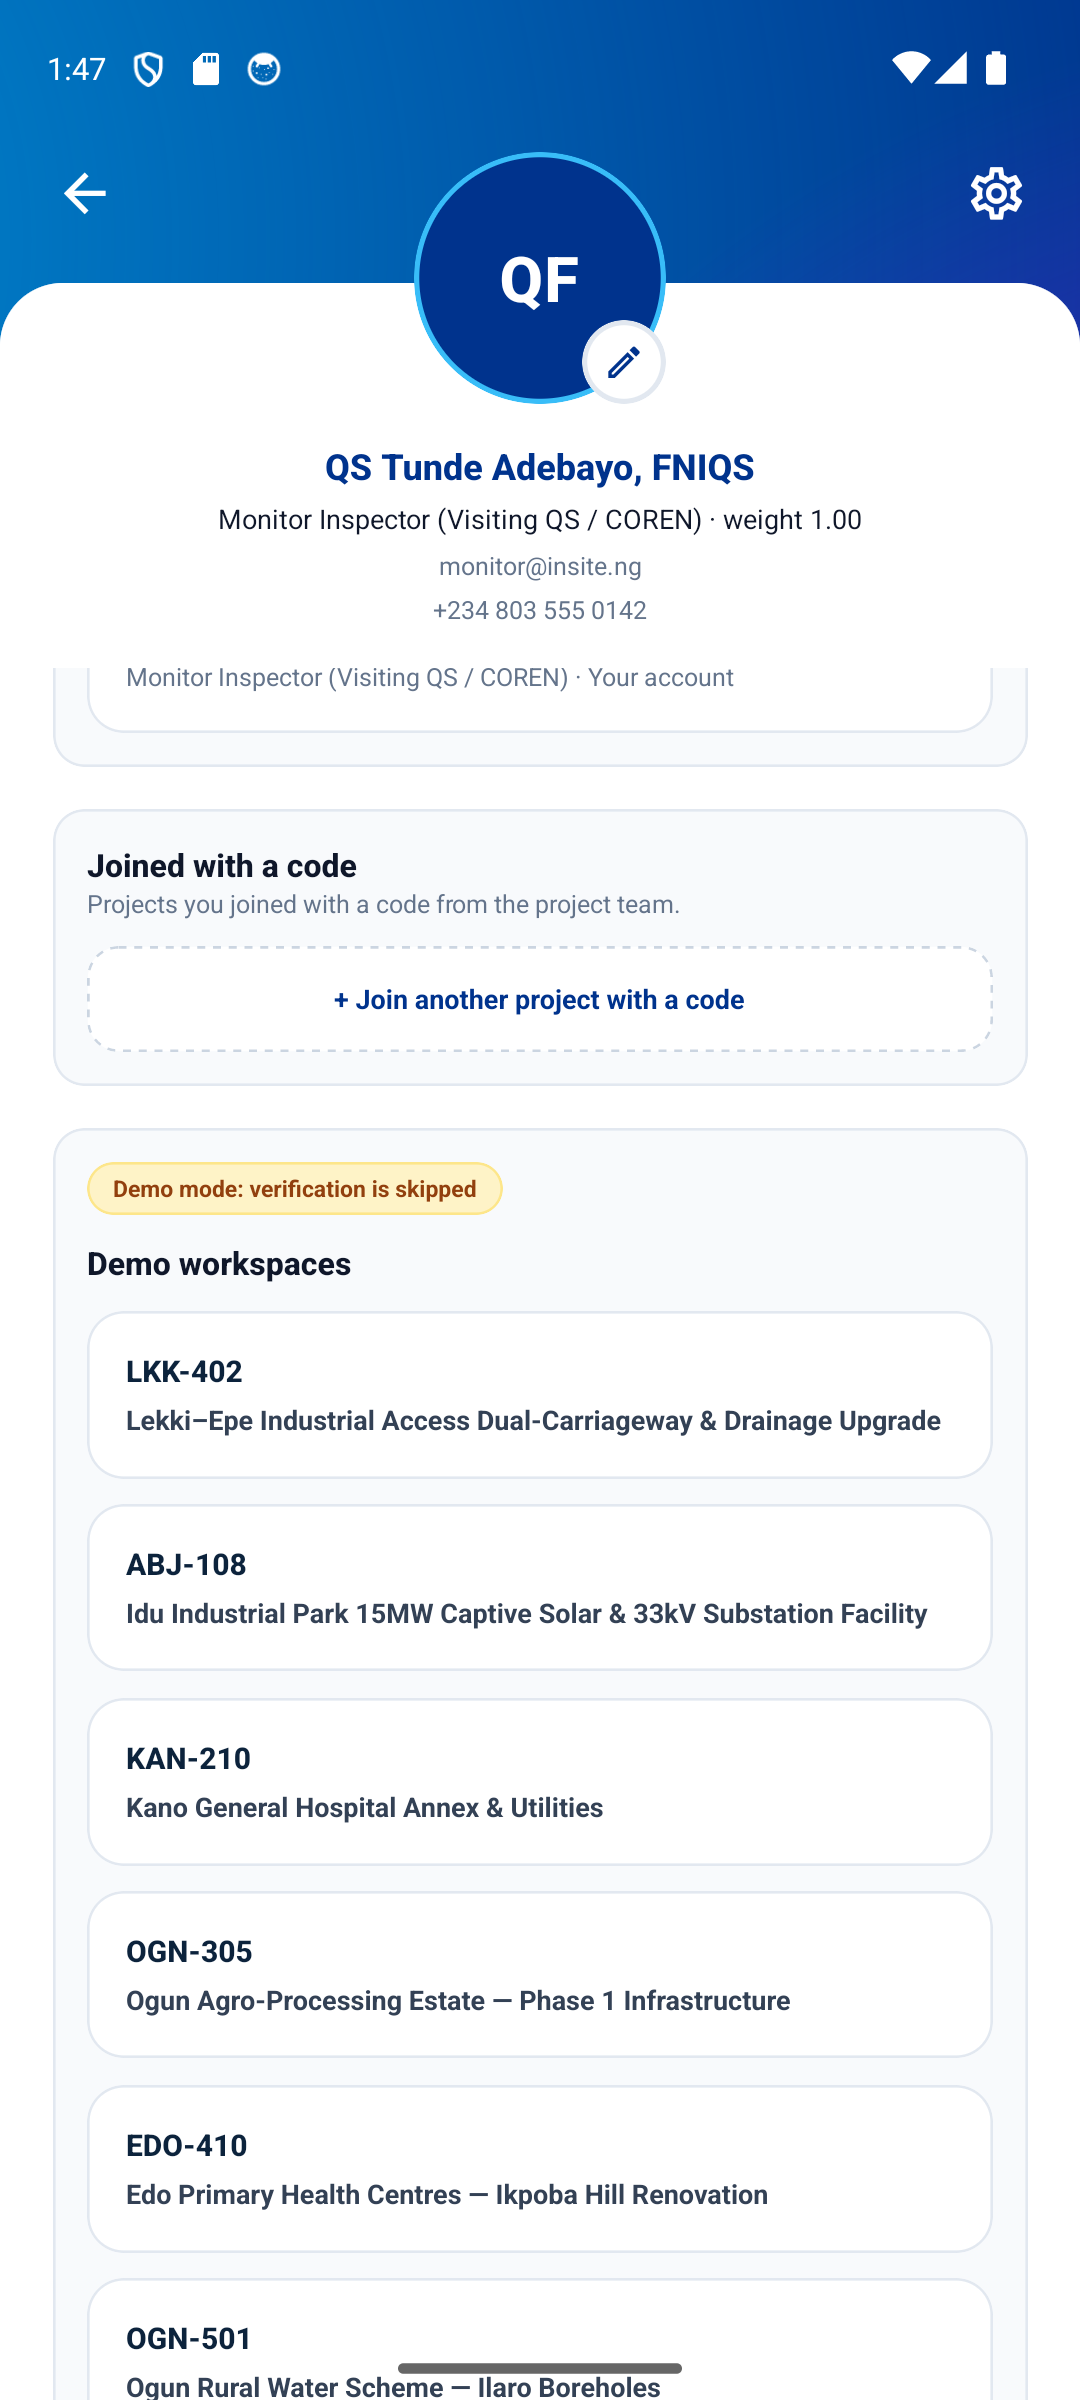 1:47
QF
QS Tunde Adebayo, FNIQS
Monitor Inspector (Visiting QS / COREN) · weight 1.00
monitor@insite.ng
+234 803 555 0142
Monitor Inspector (Visiting QS / COREN) · Your account
Joined with a code
Projects you joined with a code from the project team.
+ Join another project with a code
Demo mode: verification is skipped
Demo workspaces
LKK-402
Lekki–Epe Industrial Access Dual-Carriageway & Drainage Upgrade
ABJ-108
Idu Industrial Park 15MW Captive Solar & 33kV Substation Facility
KAN-210
Kano General Hospital Annex & Utilities
OGN-305
Ogun Agro-Processing Estate — Phase 1 Infrastructure
EDO-410
Edo Primary Health Centres — Ikpoba Hill Renovation
OGN-501
Ogun Rural Water Scheme — Ilaro Boreholes